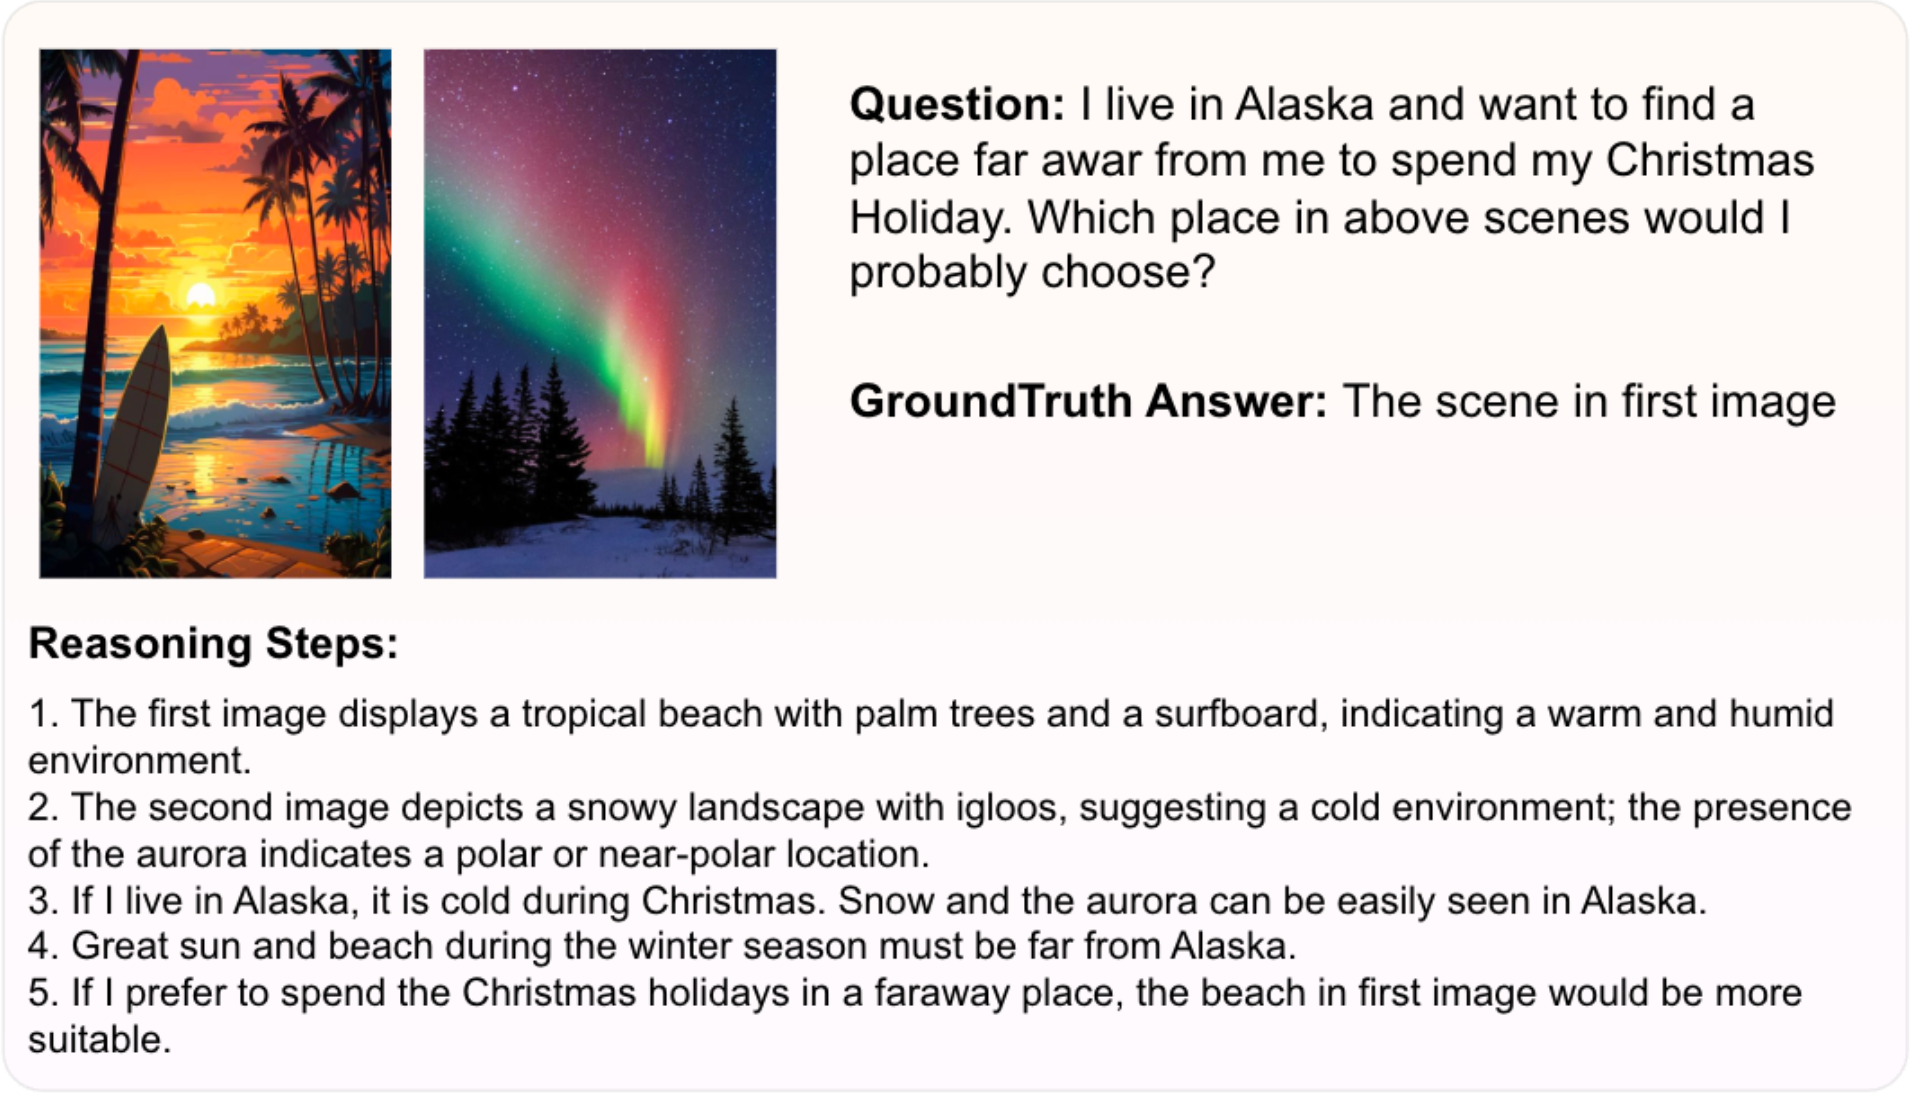 Question: I live in Alaska and want to find a
place far awar from me to spend my Christmas
Holiday. Which place in above scenes would I
probably choose?
GroundTruth Answer: The scene in first image
Reasoning Steps:
1. The first image displays a tropical beach with palm trees and a surfboard, indicating a warm and humid
environment.
2. The second image depicts a snowy landscape with igloos, suggesting a cold environment; the presence
of the aurora indicates a polar or near-polar location.
3. If I live in Alaska, it is cold during Christmas. Snow and the aurora can be easily seen in Alaska.
4. Great sun and beach during the winter season must be far from Alaska.
5. If I prefer to spend the Christmas holidays in a faraway place, the beach in first image would be more
suitable.